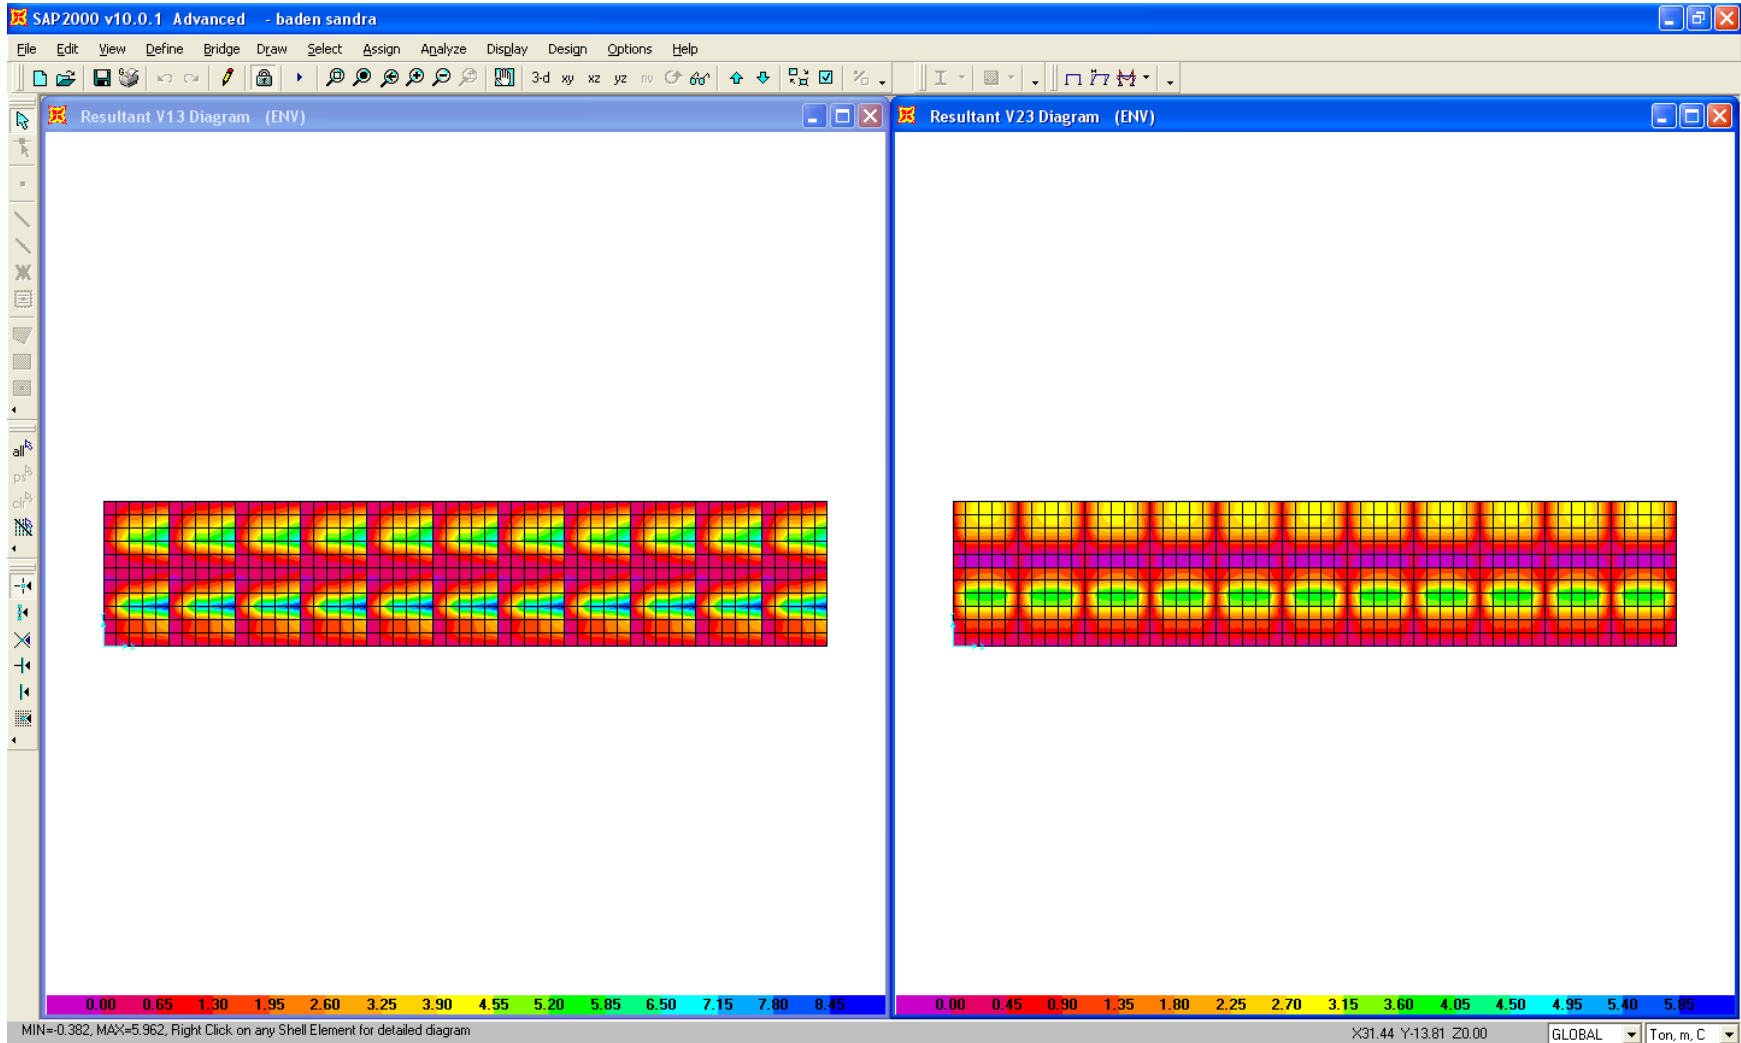 SAP2000 v10.0.1 Advanced - baden sandra
File Edit View Define Bridge Draw Select Assign Analyze Display Design Options Help
3-d xy xz yz nv
Resultant V13 Diagram (ENV)
Resultant V23 Diagram (ENV)
all
ps
clr
0.00 0.65 1.30 1.95 2.60 3.25 3.90 4.55 5.20 5.85 6.50 7.15 7.80 8.45
0.00 0.45 0.90 1.35 1.80 2.25 2.70 3.15 3.60 4.05 4.50 4.95 5.40 5.85
MIN=-0.382, MAX=5.962, Right Click on any Shell Element for detailed diagram
X31.44 Y-13.81 Z0.00
GLOBAL
Ton, m, C